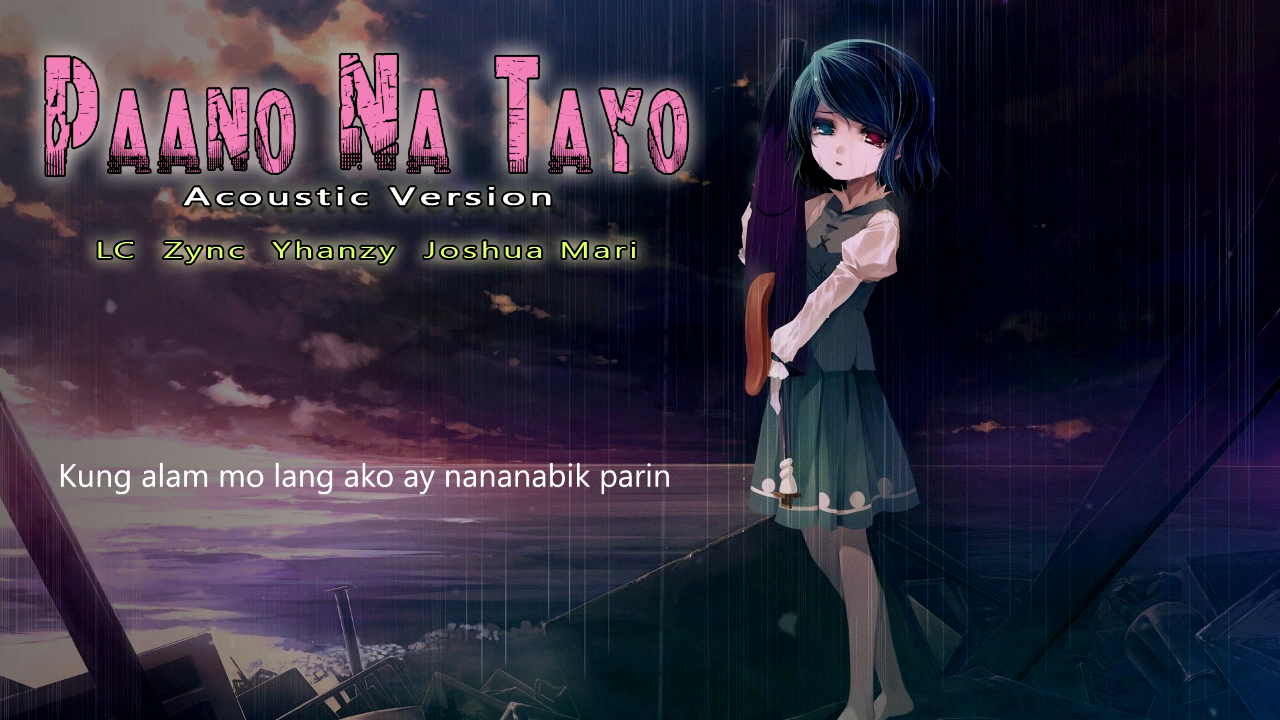 Paano Na Tayo
Acoustic Version
LC Zync Yhanzy Joshua Mari
Kung alam mo lang ako ay nananabik parin